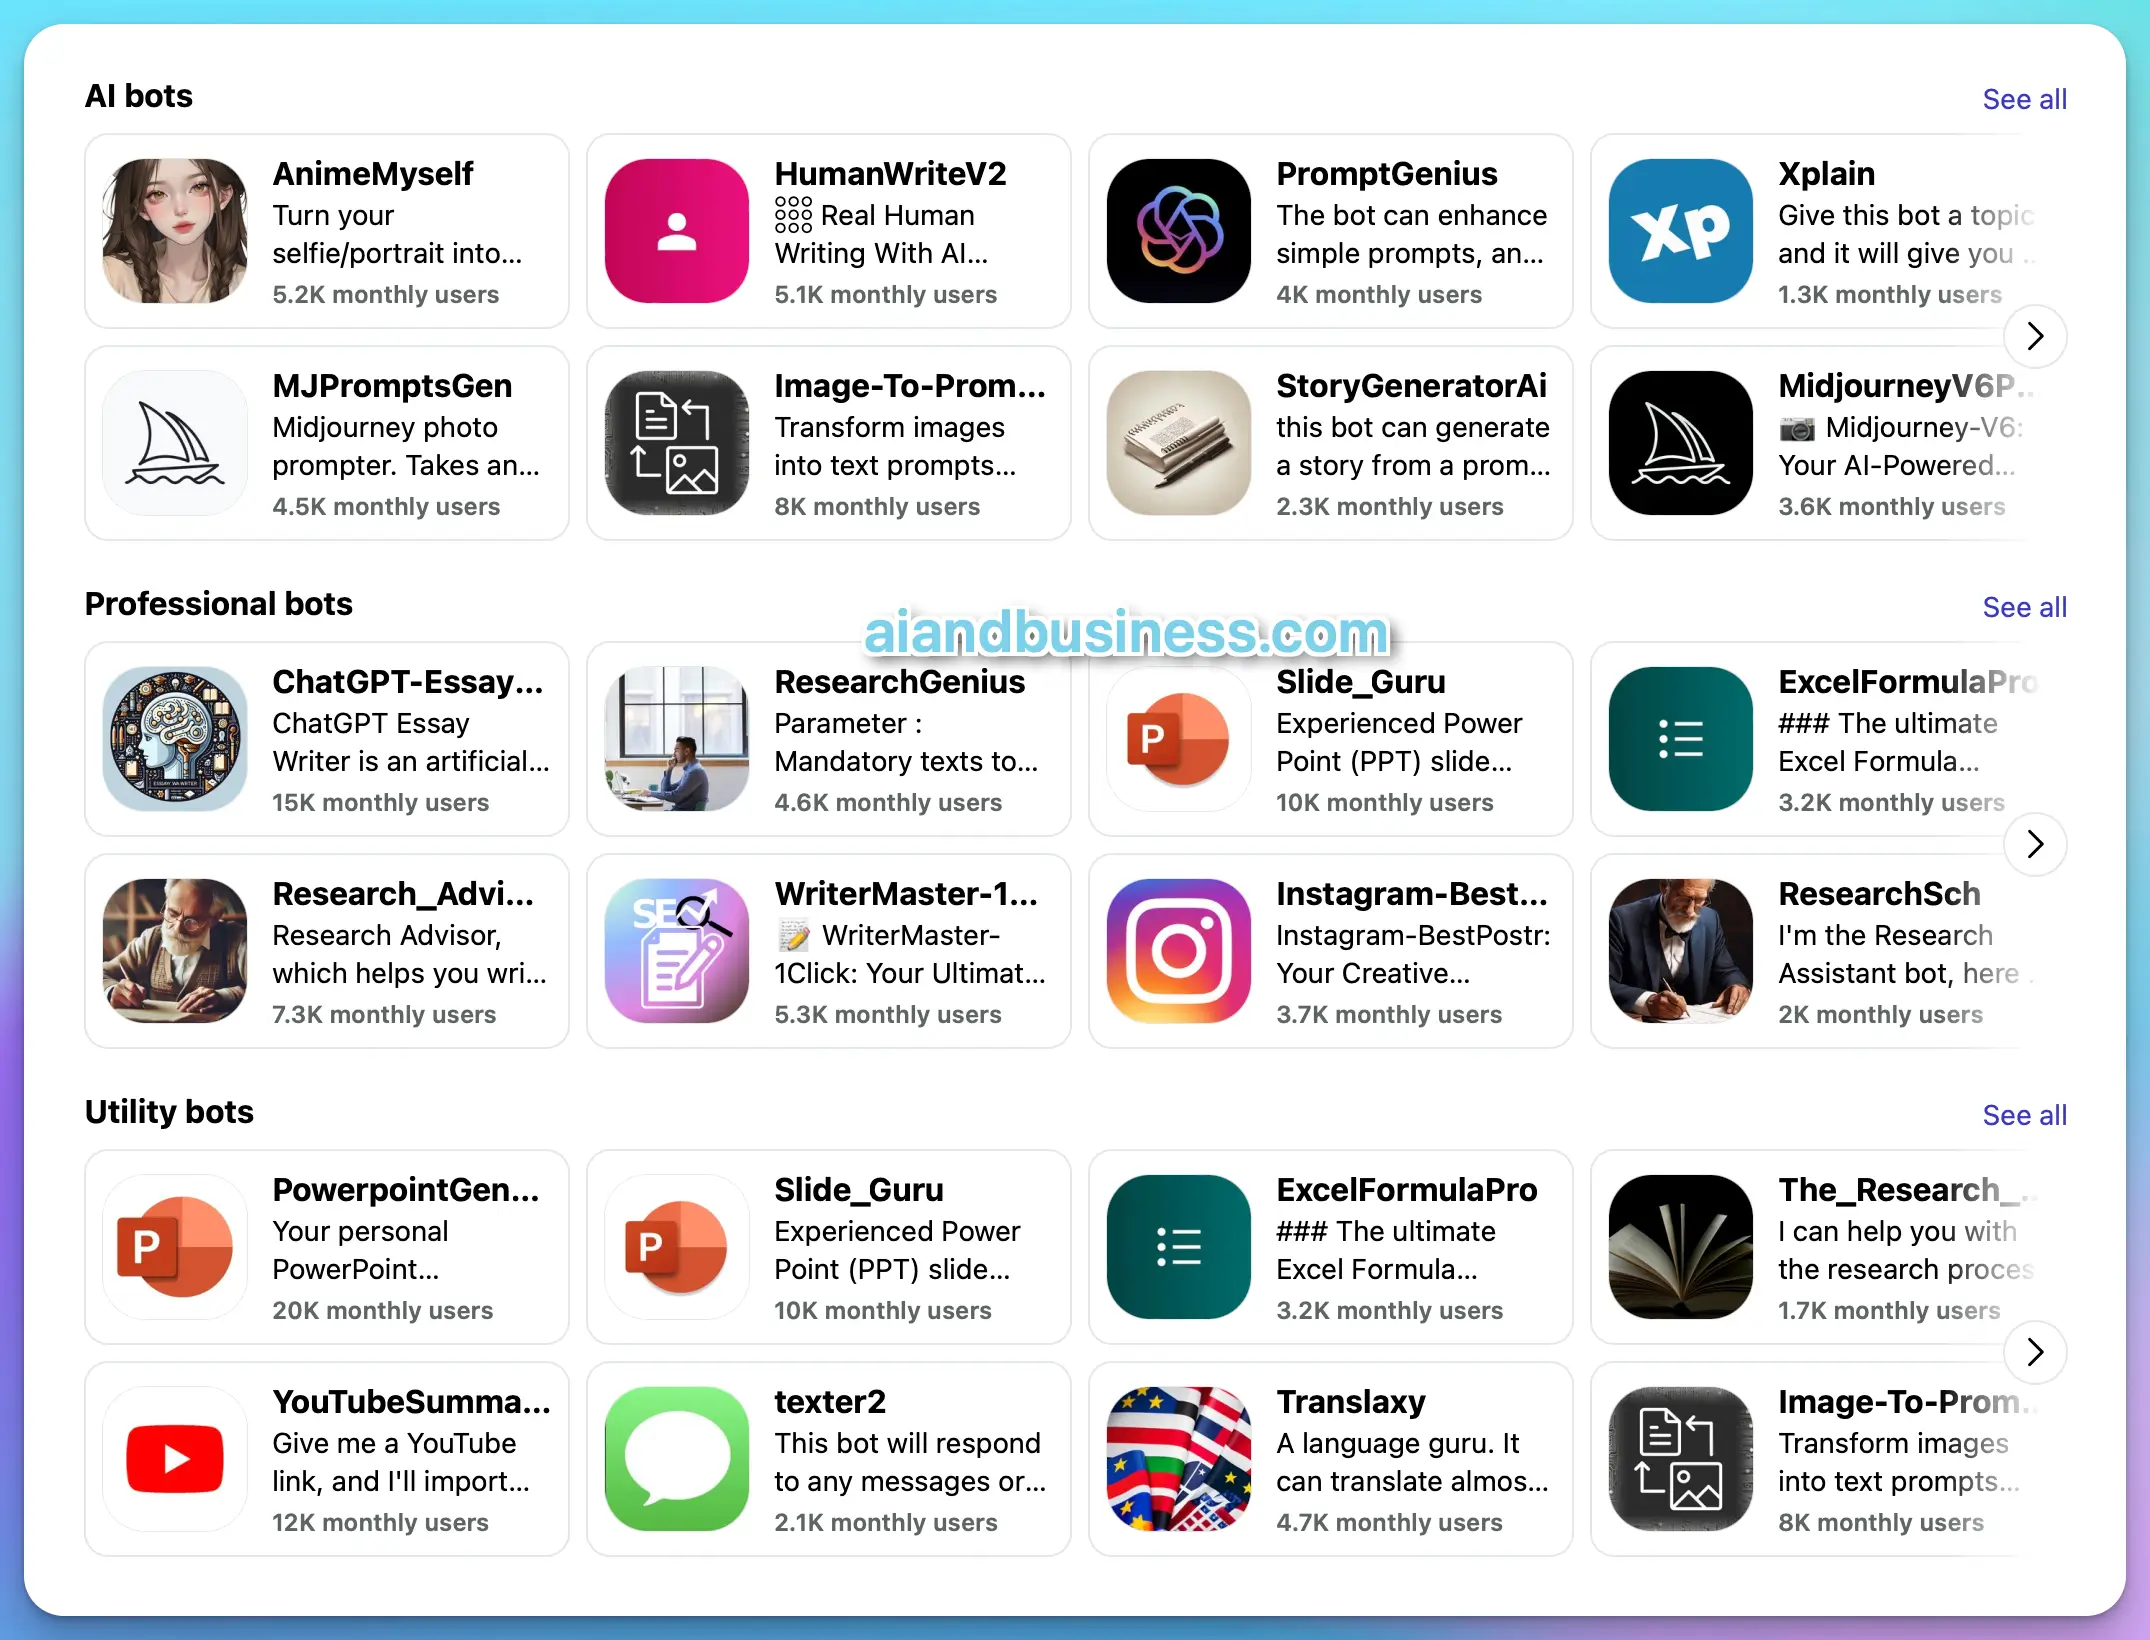 AI bots
See all
AnimeMyself
Turn your
selfie/portrait into...
5.2K monthly users
HumanWriteV2
Real Human
Writing With AI...
5.1K monthly users
PromptGenius
The bot can enhance
simple prompts, an...
4K monthly users
Xp
Xplain
Give this bot a topic
and it will give you ..
1.3K monthly users
MJPromptsGen
Midjourney photo
prompter. Takes an...
4.5K monthly users
Image-To-Prom...
Transform images
into text prompts...
8K monthly users
StoryGeneratorAi
this bot can generate
a story from a prom...
2.3K monthly users
MidjourneyV6P...
📷 Midjourney-V6:
Your AI-Powered...
3.6K monthly users
Professional bots
See all
aiandbusiness.com
ChatGPT-Essay...
ChatGPT Essay
Writer is an artificial...
15K monthly users
ResearchGenius
Parameter :
Mandatory texts to...
4.6K monthly users
P
Slide_Guru
Experienced Power
Point (PPT) slide...
10K monthly users
ExcelFormulaPro
### The ultimate
Excel Formula...
3.2K monthly users
Research_Advi...
Research Advisor,
which helps you wri...
7.3K monthly users
SEO
WriterMaster-1...
📝 WriterMaster-
1Click: Your Ultimat...
5.3K monthly users
Instagram-Best...
Instagram-BestPostr:
Your Creative...
3.7K monthly users
ResearchSch
I'm the Research
Assistant bot, here .
2K monthly users
Utility bots
See all
P
PowerpointGen...
Your personal
PowerPoint...
20K monthly users
P
Slide_Guru
Experienced Power
Point (PPT) slide...
10K monthly users
ExcelFormulaPro
### The ultimate
Excel Formula...
3.2K monthly users
The_Research_..
I can help you with
the research proces
1.7K monthly users
YouTubeSumma...
Give me a YouTube
link, and I'll import...
12K monthly users
texter2
This bot will respond
to any messages or...
2.1K monthly users
Translaxy
A language guru. It
can translate almos...
4.7K monthly users
Image-To-Prom..
Transform images
into text prompts...
8K monthly users